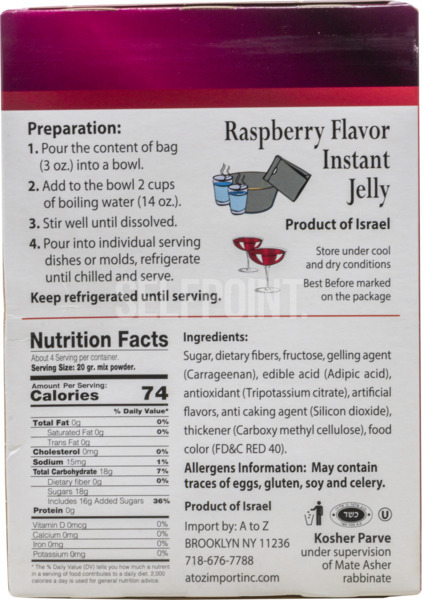 Preparation:
1. Pour the content of bag
(3 oz.) into a bowl.
2. Add to the bowl 2 cups
of boiling water (14 oz.).
3. Stir well until dissolved.
4. Pour into individual serving
dishes or molds, refrigerate
until chilled and serve.
Keep refrigerated until serving.
Raspberry Flavor
Instant
Jelly
Product of Israel
Store under cool
and dry conditions
Best Before marked
on the package
SELFPOINT.
Nutrition Facts
About 4 Serving per container.
Serving Size: 20 gr. mix powder.
Amount Per Serving:
Calories 74
% Daily Value*
Total Fat 0g 0%
Saturated Fat 0g 0%
Trans Fat 0g
Cholesterol 0mg 0%
Sodium 15mg 1%
Total Carbohydrate 18g 7%
Dietary fiber 0g 0%
Sugars 18g
Includes 16g Added Sugars 36%
Protein 0g
Vitamin D 0mcg 0%
Calcium 0mg 0%
Iron 0mg 0%
Potassium 0mg 0%
* The % Daily Value (DV) tells you how much a nutrient
in a serving of food contributes to a daily diet. 2,000
calories a day is used for general nutrition advice.
Ingredients:
Sugar, dietary fibers, fructose, gelling agent
(Carrageenan), edible acid (Adipic acid),
antioxidant (Tripotassium citrate), artificial
flavors, anti caking agent (Silicon dioxide),
thickener (Carboxy methyl cellulose), food
color (FD&C RED 40).
Allergens Information: May contain
traces of eggs, gluten, soy and celery.
Product of Israel
Import by: A to Z
BROOKLYN NY 11236
718-676-7788
atozimportinc.com
כשר
U
Kosher Parve
under supervision
of Mate Asher
rabbinate